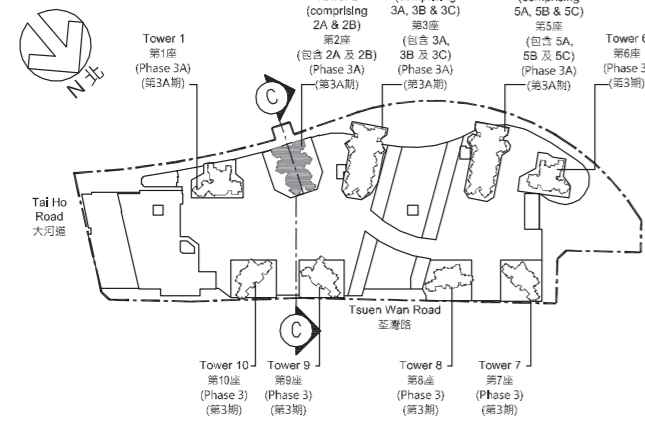 N 北
Tower 1
第1座
(Phase 3A)
(第3A期)
(comprising
2A & 2B)
第2座
(包含 2A 及 2B)
(Phase 3A)
(第3A期)
3A, 3B & 3C)
第3座
(包含 3A,
3B 及 3C)
(Phase 3A)
(第3A期)
5A, 5B & 5C)
第5座
(包含 5A,
5B 及 5C)
(Phase 3A)
(第3A期)
Tower 6
第6座
(Phase 3
(第3期)
C
Tai Ho
Road
大河道
C
Tsuen Wan Road
荃灣路
Tower 10
第10座
(Phase 3)
(第3期)
Tower 9
第9座
(Phase 3)
(第3期)
Tower 8
第8座
(Phase 3)
(第3期)
Tower 7
第7座
(Phase 3)
(第3期)